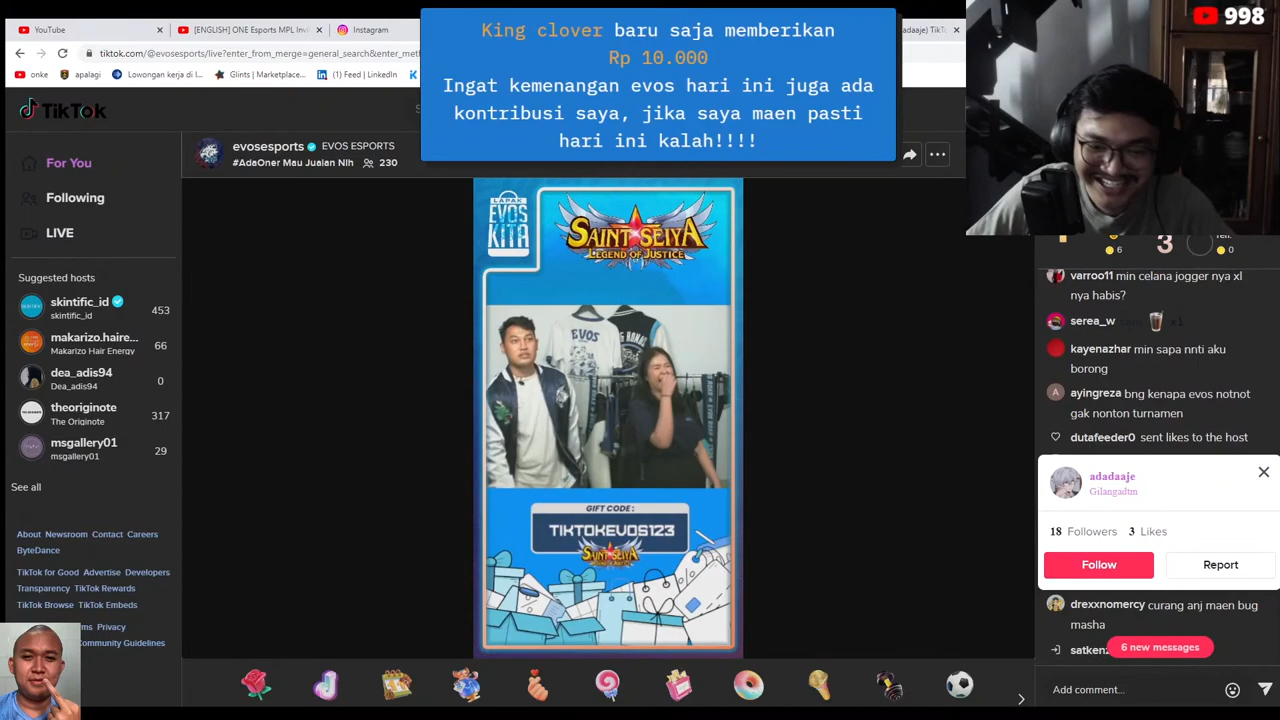 YouTube
[ENGLISH] ONE Esports MPL Invi
Instagram
adaaje) TikT
998
tiktok.com/@evosesports/live?enter_from_merge=general_search&enter_met
onke
apalagi
Lowongan kerja di I...
Glints | Marketplace...
(1) Feed | LinkedIn
King clover baru saja memberikan
Rp 10.000
Ingat kemenangan evos hari ini juga ada
kontribusi saya, jika saya maen pasti
hari ini kalah!!!!
TikTok
evosesports EVOS ESPORTS
#AdaOner Mau Jualan Nih 230
For You
Following
LIVE
Suggested hosts
skintific_id
skintific_id
453
makarizo.haire...
Makarizo Hair Energy
66
dea_adis94
Dea_adis94
0
theoriginote
The Originote
317
msgallery01
msgallery01
29
See all
About Newsroom Contact Careers
ByteDance
TikTok for Good Advertise Developers
Transparency TikTok Rewards
TikTok Browse TikTok Embeds
Privacy
Community Guidelines
LAPAK
EVOS
KITA
SAINT SEIYA
LEGEND OF JUSTICE
EVOS
GIFT CODE :
TIKTOKEVOS123
SAINT SEIYA
6
3
0
varroo11 min celana jogger nya xl
nya habis?
serea_w x1
kayenazhar min sapa nnti aku
borong
ayingreza bng kenapa evos notnot
gak nonton turnamen
dutafeeder0 sent likes to the host
adadaaje
Gilangadtm
18 Followers 3 Likes
Follow
Report
drexxnomercy curang anj maen bug
masha
6 new messages
Add comment...